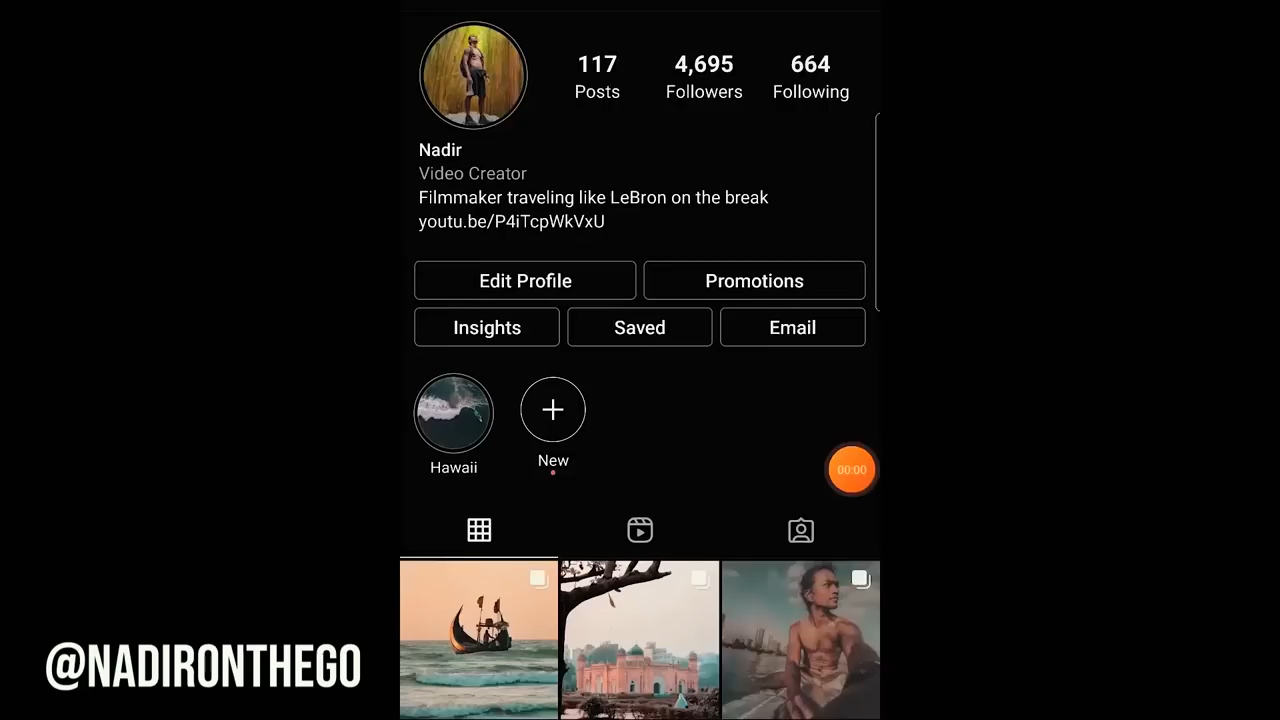 117
Posts
4,695
Followers
664
Following
Nadir
Video Creator
Filmmaker traveling like LeBron on the break
youtu.be/P4iTcpWkVxU
Edit Profile
Promotions
Insights
Saved
Email
Hawaii
New
00:00
@NADIRONTHEGO